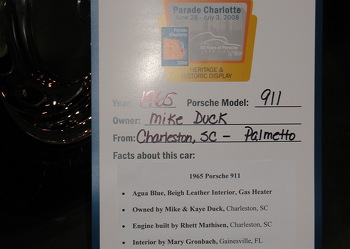 Parade Charlotte
June 28 - July 3, 2008
Parade Charlotte
HERITAGE &
HISTORIC DISPLAY
Year: 1965 Porsche Model: 911
Owner: Mike Duck
From: Charleston, SC - Palmetto
Facts about this car:
1965 Porsche 911
• Aqua Blue, Beigh Leather Interior, Gas Heater
• Owned by Mike & Kaye Duck, Charleston, SC
• Engine built by Rhett Mathisen, Charleston, SC
• Interior by Mary Gronbach, Gainesville, FL